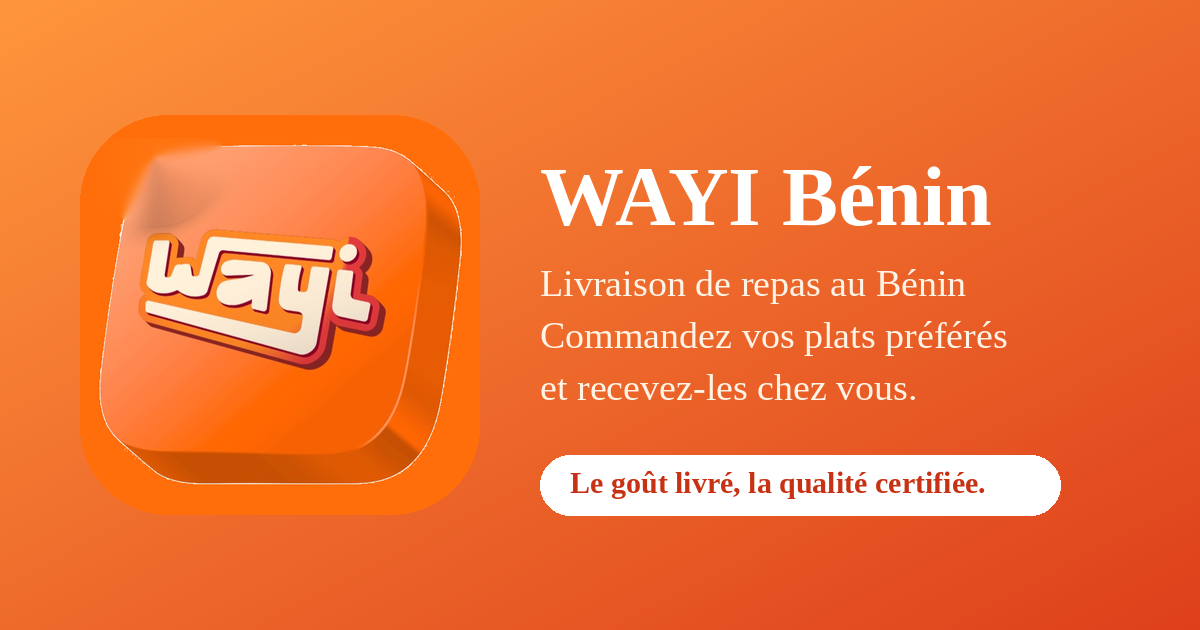 wayi
WAYI Bénin
Livraison de repas au Bénin
Commandez vos plats préférés
et recevez-les chez vous.
Le goût livré, la qualité certifiée.